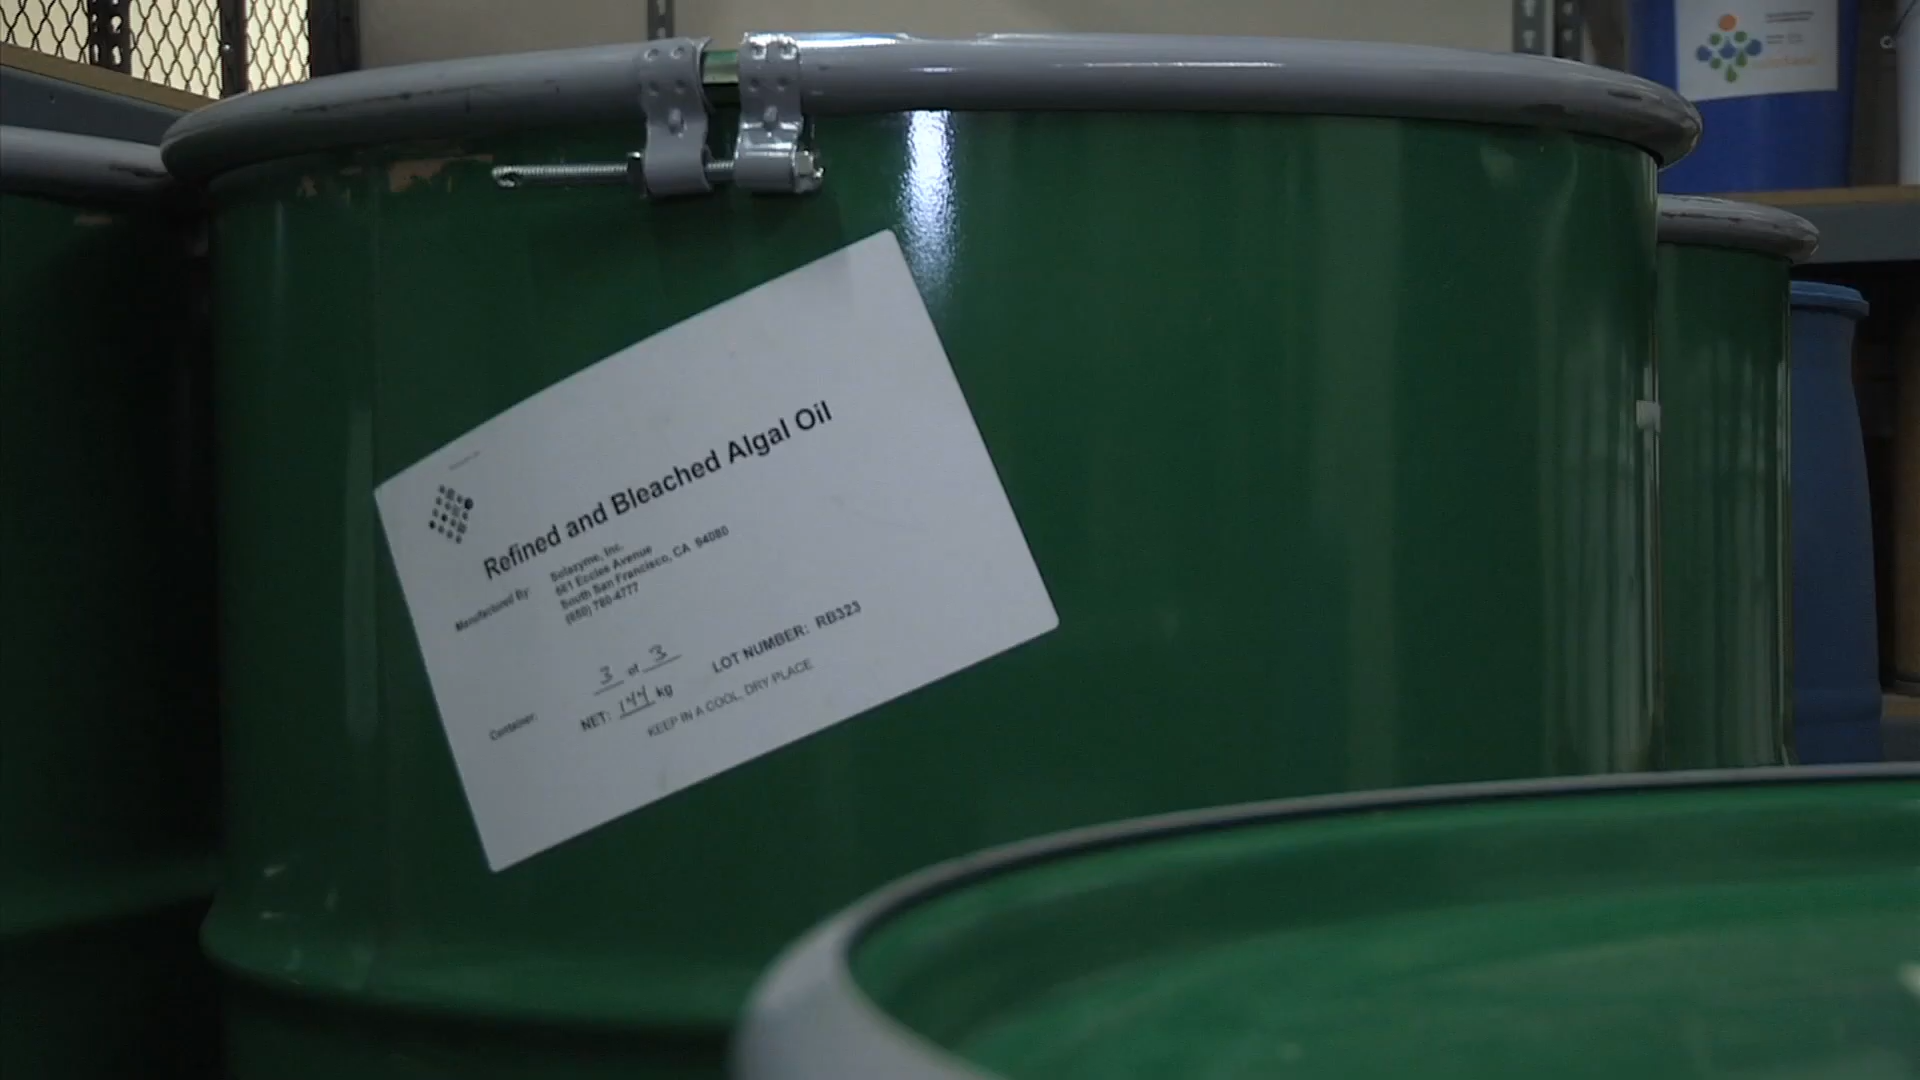 Refined and Bleached Algal Oil
Manufactured By: Solazyme, Inc.
561 Eccles Avenue
South San Francisco, CA 94080
(650) 780-4777
Container: 3 of 3
NET: 144 kg LOT NUMBER: RB323
KEEP IN A COOL, DRY PLACE